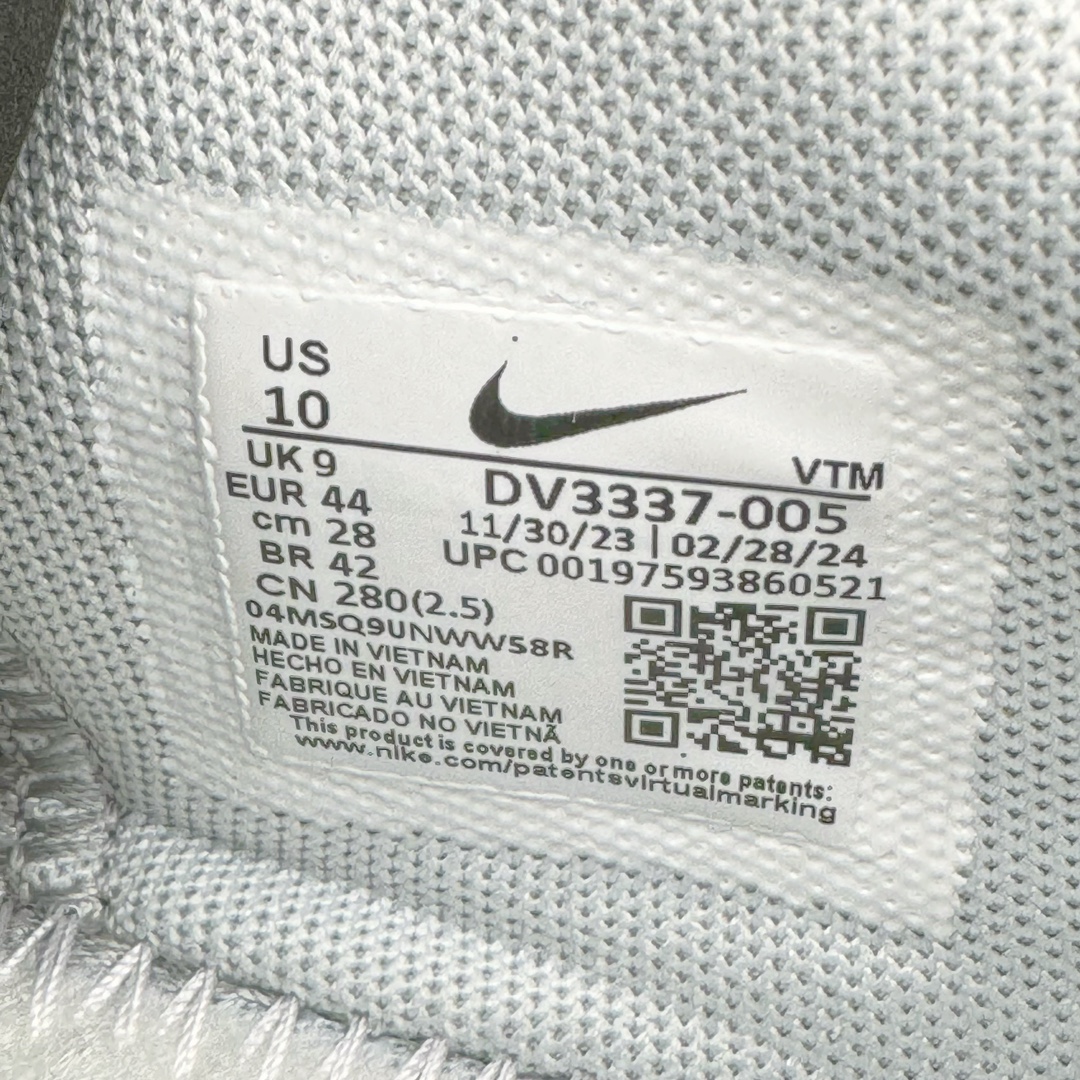 US
10
VTM
UK 9
EUR 44
cm 28
BR 42
CN 280(2.5)
DV3337-005
11/30/23 | 02/28/24
UPC 00197593860521
04MSQ9UNWW58R
MADE IN VIETNAM
HECHO EN VIETNAM
FABRIQUE AU VIETNAM
FABRICADO NO VIETNÃ
This product is covered by one or more patents:
www.nike.com/patentsvirtualmarking